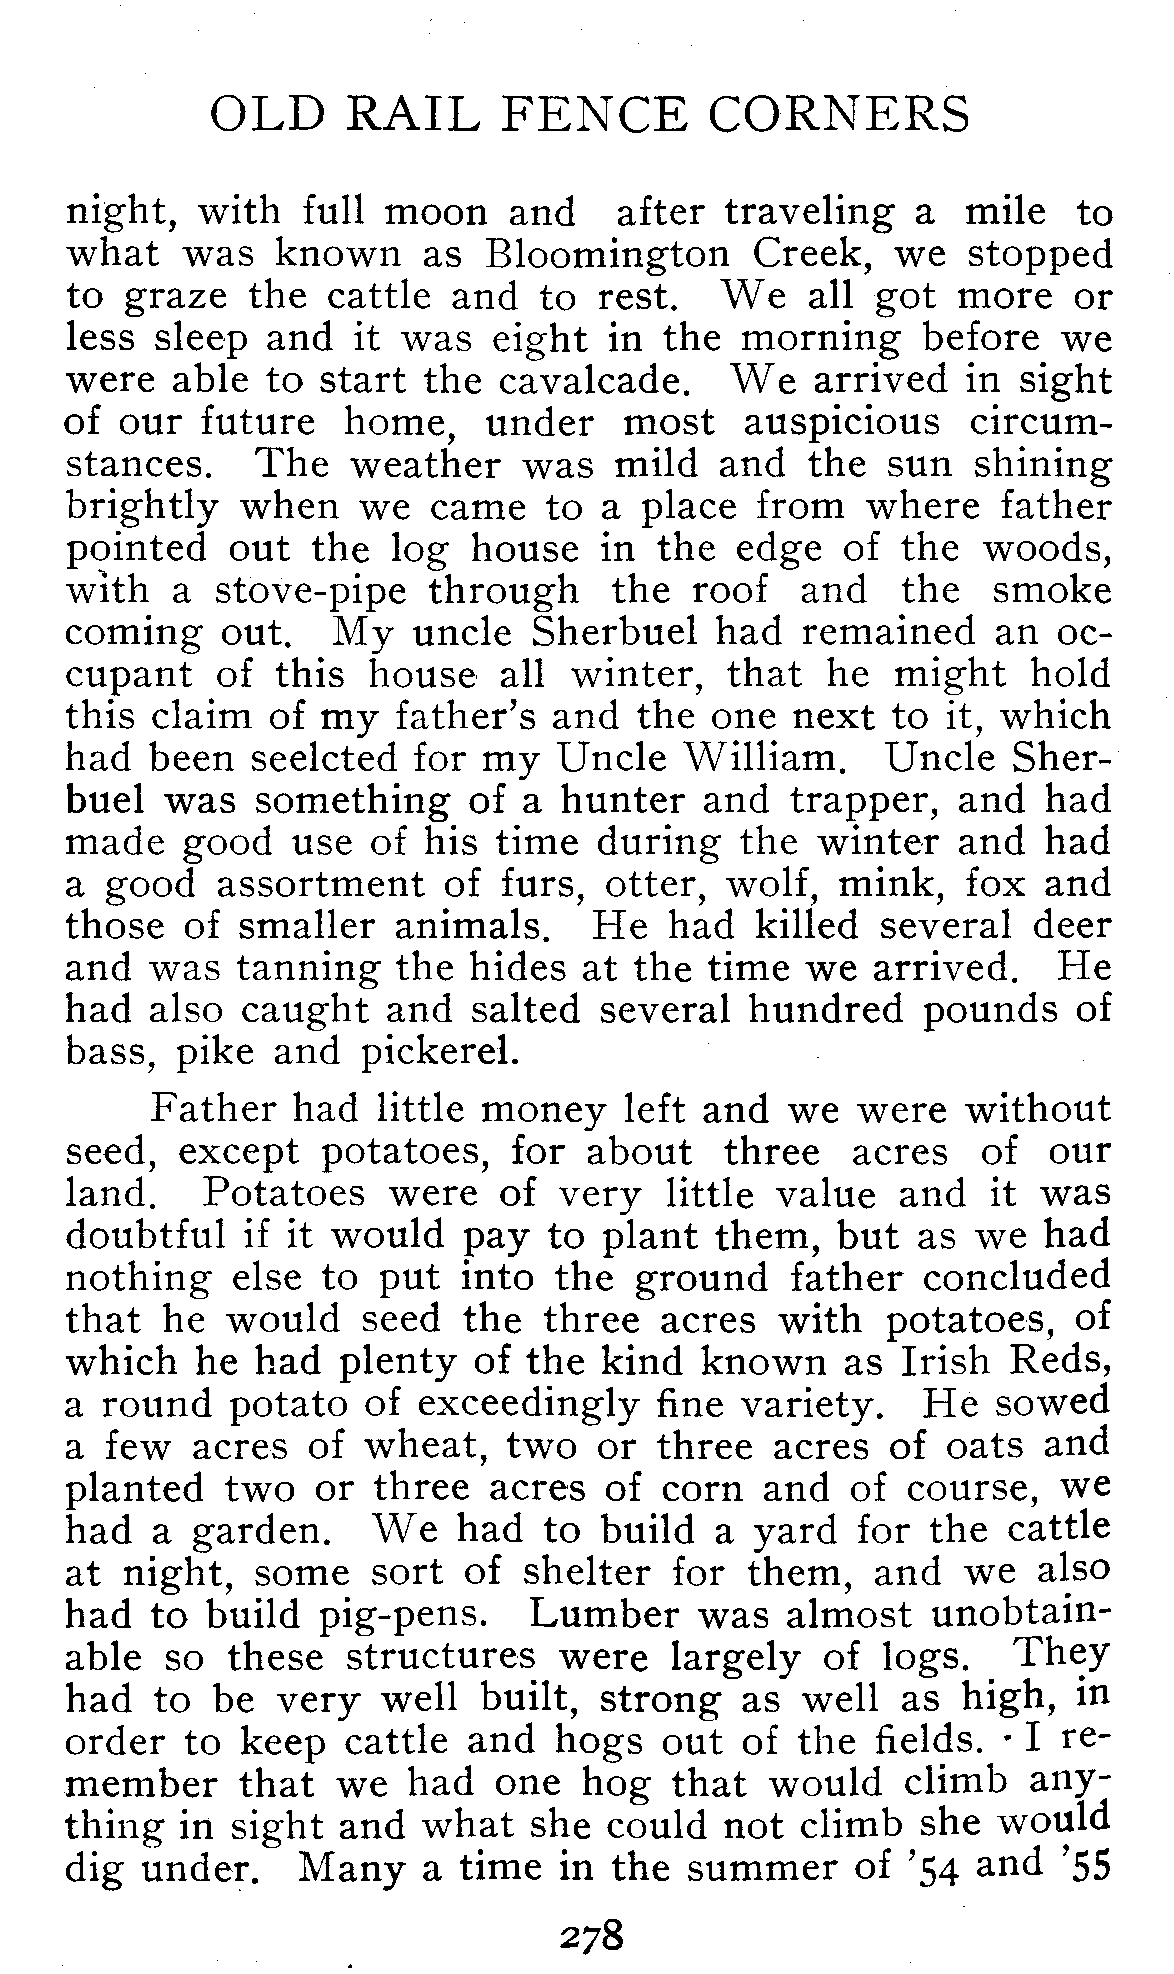 OLD RAIL FENCE CORNERS
night, with full moon and after traveling a mile to
what was known as Bloomington Creek, we stopped
to graze the cattle and to rest. We all got more or
less sleep and it was eight in the morning before we
were able to start the cavalcade. We arrived in sight
of our future home, under most auspicious circum-
stances. The weather was mild and the sun shining
brightly when we came to a place from where father
pointed out the log house in the edge of the woods,
with a stove-pipe through the roof and the smoke
coming out. My uncle Sherbuel had remained an oc-
cupant of this house all winter, that he might hold
this claim of my father's and the one next to it, which
had been seelcted for my Uncle William. Uncle Sher-
buel was something of a hunter and trapper, and had
made good use of his time during the winter and had
a good assortment of furs, otter, wolf, mink, fox and
those of smaller animals. He had killed several deer
and was tanning the hides at the time we arrived. He
had also caught and salted several hundred pounds of
bass, pike and pickerel.
Father had little money left and we were without
seed, except potatoes, for about three acres of our
land. Potatoes were of very little value and it was
doubtful if it would pay to plant them, but as we had
nothing else to put into the ground father concluded
that he would seed the three acres with potatoes, of
which he had plenty of the kind known as Irish Reds,
a round potato of exceedingly fine variety. He sowed
a few acres of wheat, two or three acres of oats and
planted two or three acres of corn and of course, we
had a garden. We had to build a yard for the cattle
at night, some sort of shelter for them, and we also
had to build pig-pens. Lumber was almost unobtain-
able so these structures were largely of logs. They
had to be very well built, strong as well as high, in
order to keep cattle and hogs out of the fields. I re-
member that we had one hog that would climb any-
thing in sight and what she could not climb she would
dig under. Many a time in the summer of '54 and '55
278